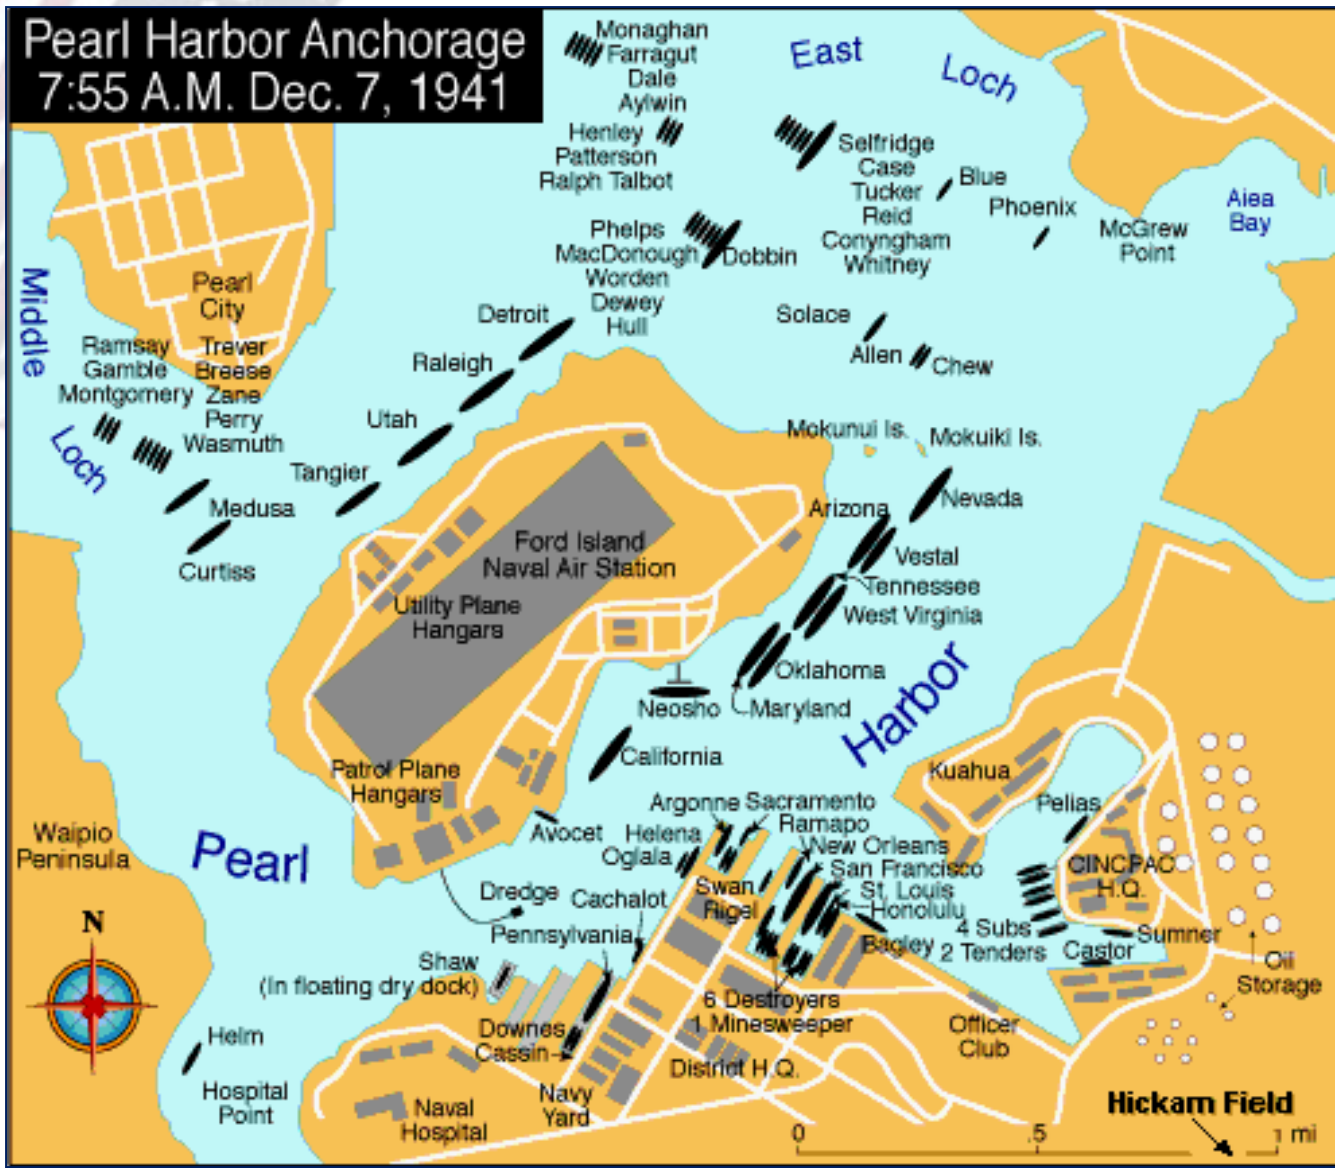 Pearl Harbor Anchorage
7:55 A.M. Dec. 7, 1941
Monaghan
Farragut
Dale
Aylwin
Henley
Patterson
Ralph Talbot
East
Loch
Selfridge
Case
Tucker
Reid
Conyngham
Whitney
Blue
Phoenix
McGrew
Point
Aiea
Bay
Phelps
MacDonough
Worden
Dewey
Hull
Dobbin
Middle
Loch
Pearl
City
Ramsay
Gamble
Montgomery
Trever
Breese
Zane
Perry
Wasmuth
Detroit
Raleigh
Utah
Tangier
Solace
Allen
Chew
Medusa
Curtiss
Mokunui Is.
Mokuiki Is.
Nevada
Arizona
Vestal
Tennessee
West Virginia
Oklahoma
Maryland
Ford Island
Naval Air Station
Utility Plane
Hangars
Neosho
California
Harbor
Patrol Plane
Hangars
Kuahua
Waipio
Peninsula
Pearl
Avocet
Argonne
Sacramento
Ramapo
Helena
Oglala
New Orleans
San Francisco
St. Louis
Honolulu
Swan
Rigel
Bagley
Pelias
CINCPAC
H.Q.
4 Subs
2 Tenders
Sumner
Castor
Oil
Storage
Dredge
Cachalot
Pennsylvania
N
Shaw
(In floating dry dock)
Downes
Cassin
6 Destroyers
1 Minesweeper
Officer
Club
District H.Q.
Navy
Yard
Helm
Hospital
Point
Naval
Hospital
Hickam Field
0 .5 1 mi